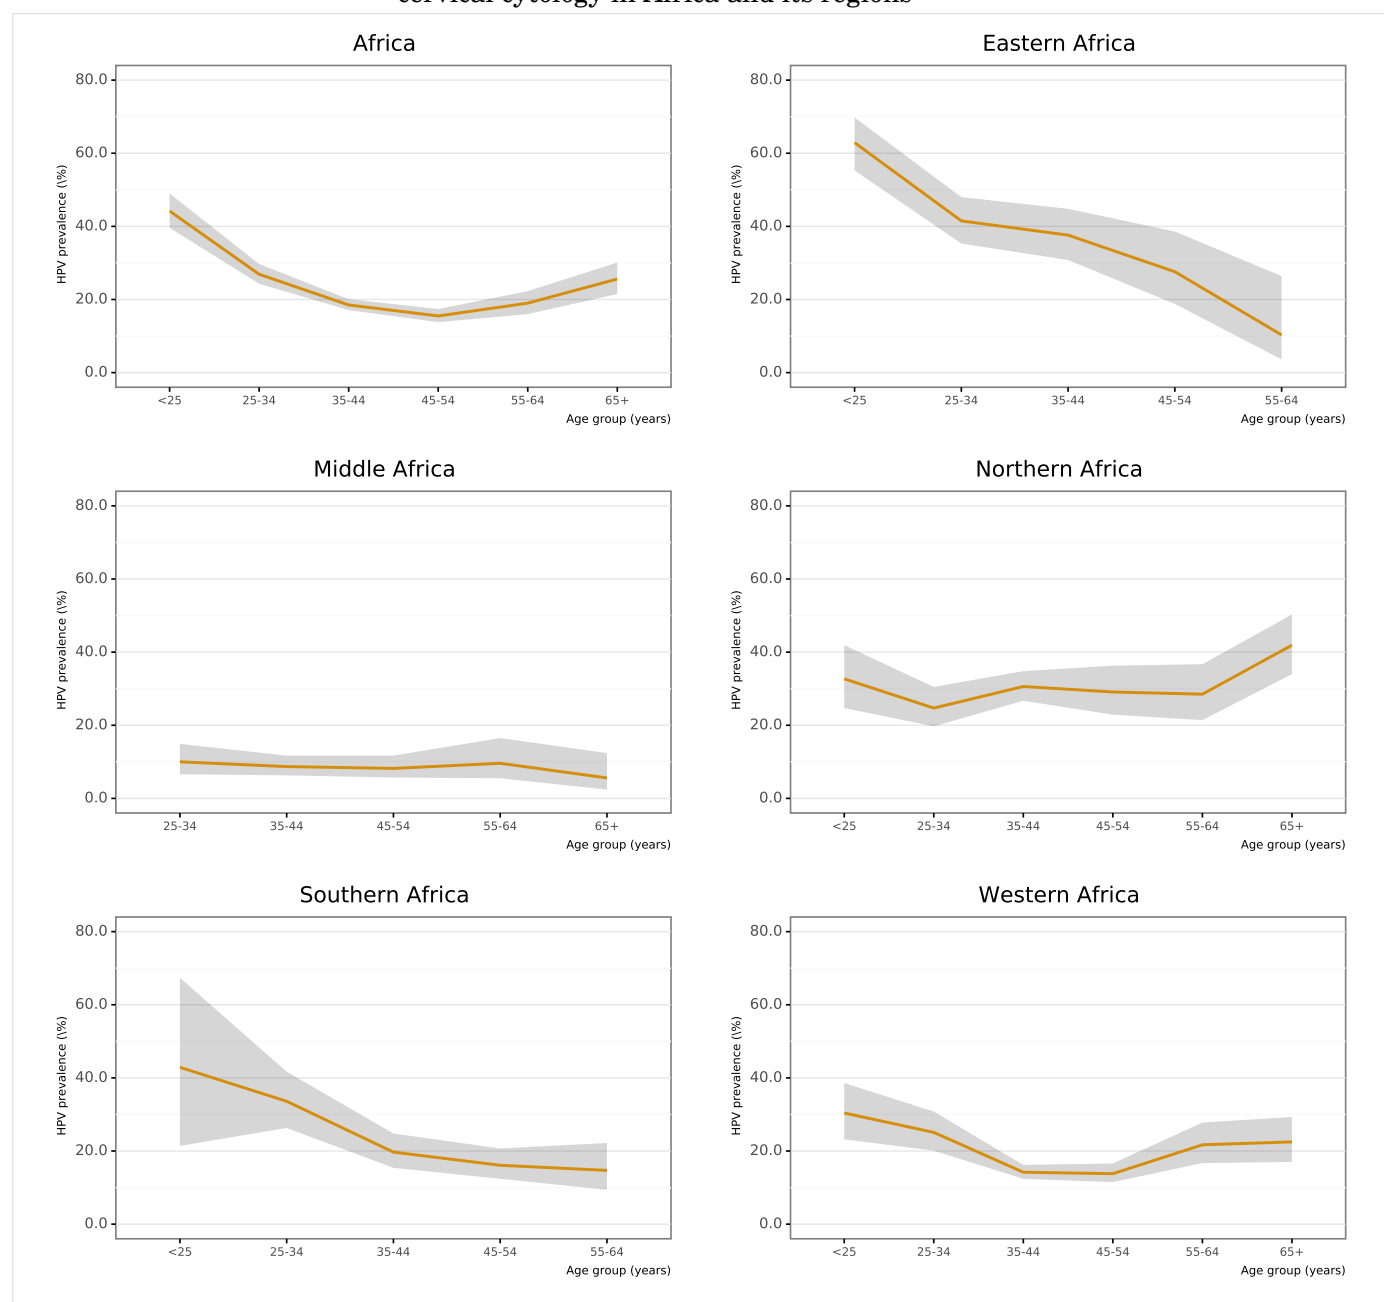 cervical cytology in Africa and its regions
Africa
80.0
60.0
40.0
20.0
0.0
HPV prevalence (\%)
<25 25-34 35-44 45-54 55-64 65+
Age group (years)
Eastern Africa
80.0
60.0
40.0
20.0
0.0
HPV prevalence (\%)
<25 25-34 35-44 45-54 55-64
Age group (years)
Middle Africa
80.0
60.0
40.0
20.0
0.0
HPV prevalence (\%)
25-34 35-44 45-54 55-64 65+
Age group (years)
Northern Africa
80.0
60.0
40.0
20.0
0.0
HPV prevalence (\%)
<25 25-34 35-44 45-54 55-64 65+
Age group (years)
Southern Africa
80.0
60.0
40.0
20.0
0.0
HPV prevalence (\%)
<25 25-34 35-44 45-54 55-64
Age group (years)
Western Africa
80.0
60.0
40.0
20.0
0.0
HPV prevalence (\%)
<25 25-34 35-44 45-54 55-64 65+
Age group (years)